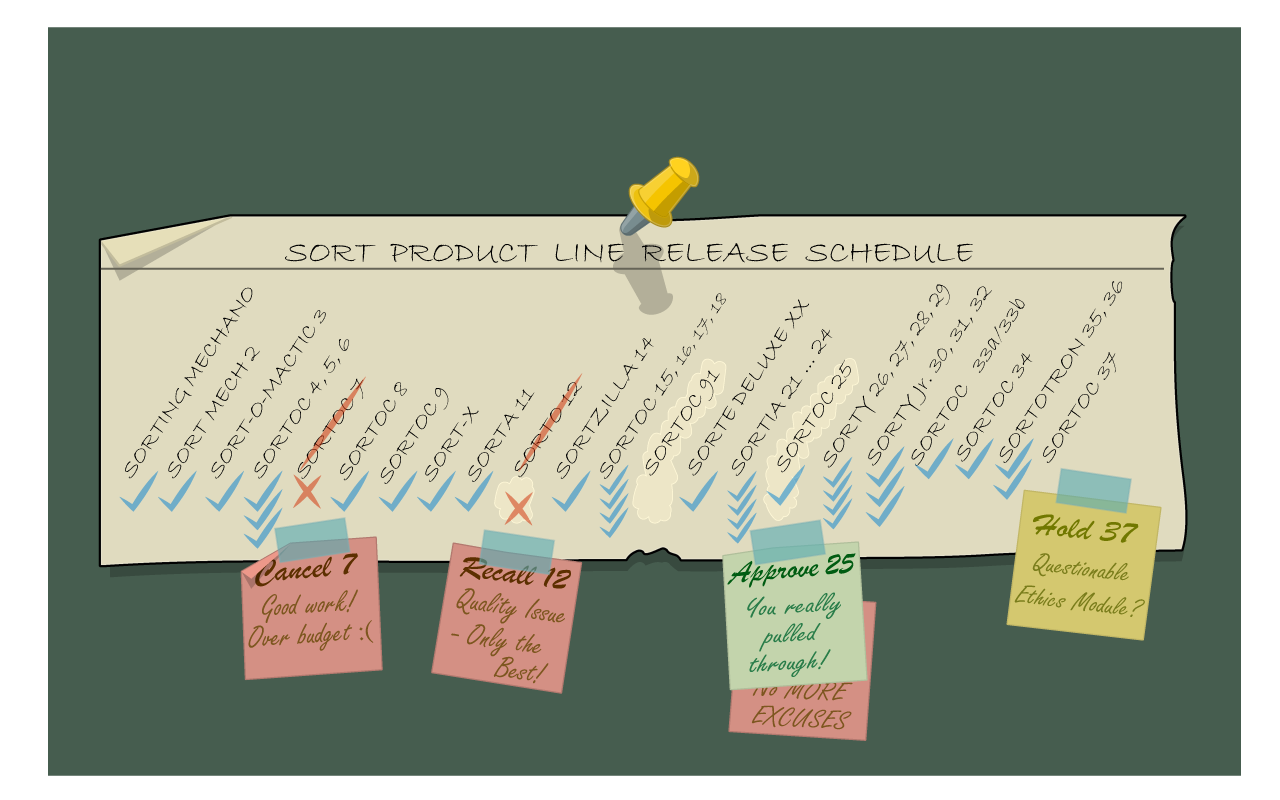 SORT PRODUCT LINE RELEASE SCHEDULE
SORTING MECHANO
SORT MECH 2
SORT-O-MACTIC 3
SORTOC 4, 5, 6
SORTOC 7
SORTOC 8
SORTOC 9
SORT-X
SORTA 11
SORTO 12
SORTZILLA 14
SORTOC 15, 16, 17, 18
SORTOC 91
SORTE DELUXE XX
SORTIA 21 ... 24
SORTOC 25
SORTY 26, 27, 28, 29
SORTY Jr. 30, 31, 32
SORTOC 33a/33b
SORTOC 34
SORTOTRON 35, 36
SORTOC 37
Cancel 7
Good work!
Over budget :(
Recall 12
Quality Issue
- Only the
Best!
Approve 25
You really
pulled
through!
No MORE
EXCUSES
Hold 37
Questionable
Ethics Module?